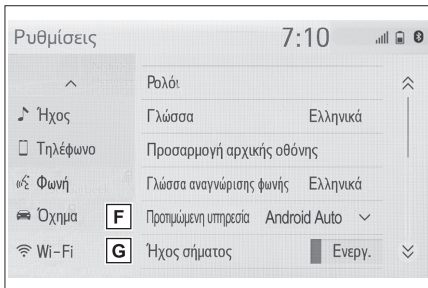 Ρυθμίσεις 7:10
Ρολόι
Ήχος
Γλώσσα Ελληνικά
Τηλέφωνο
Προσαρμογή αρχικής οθόνης
Φωνή
Γλώσσα αναγνώρισης φωνής Ελληνικά
Όχημα
F Προτιμώμενη υπηρεσία Android Auto
Wi-Fi
G Ήχος σήματος Ενεργ.